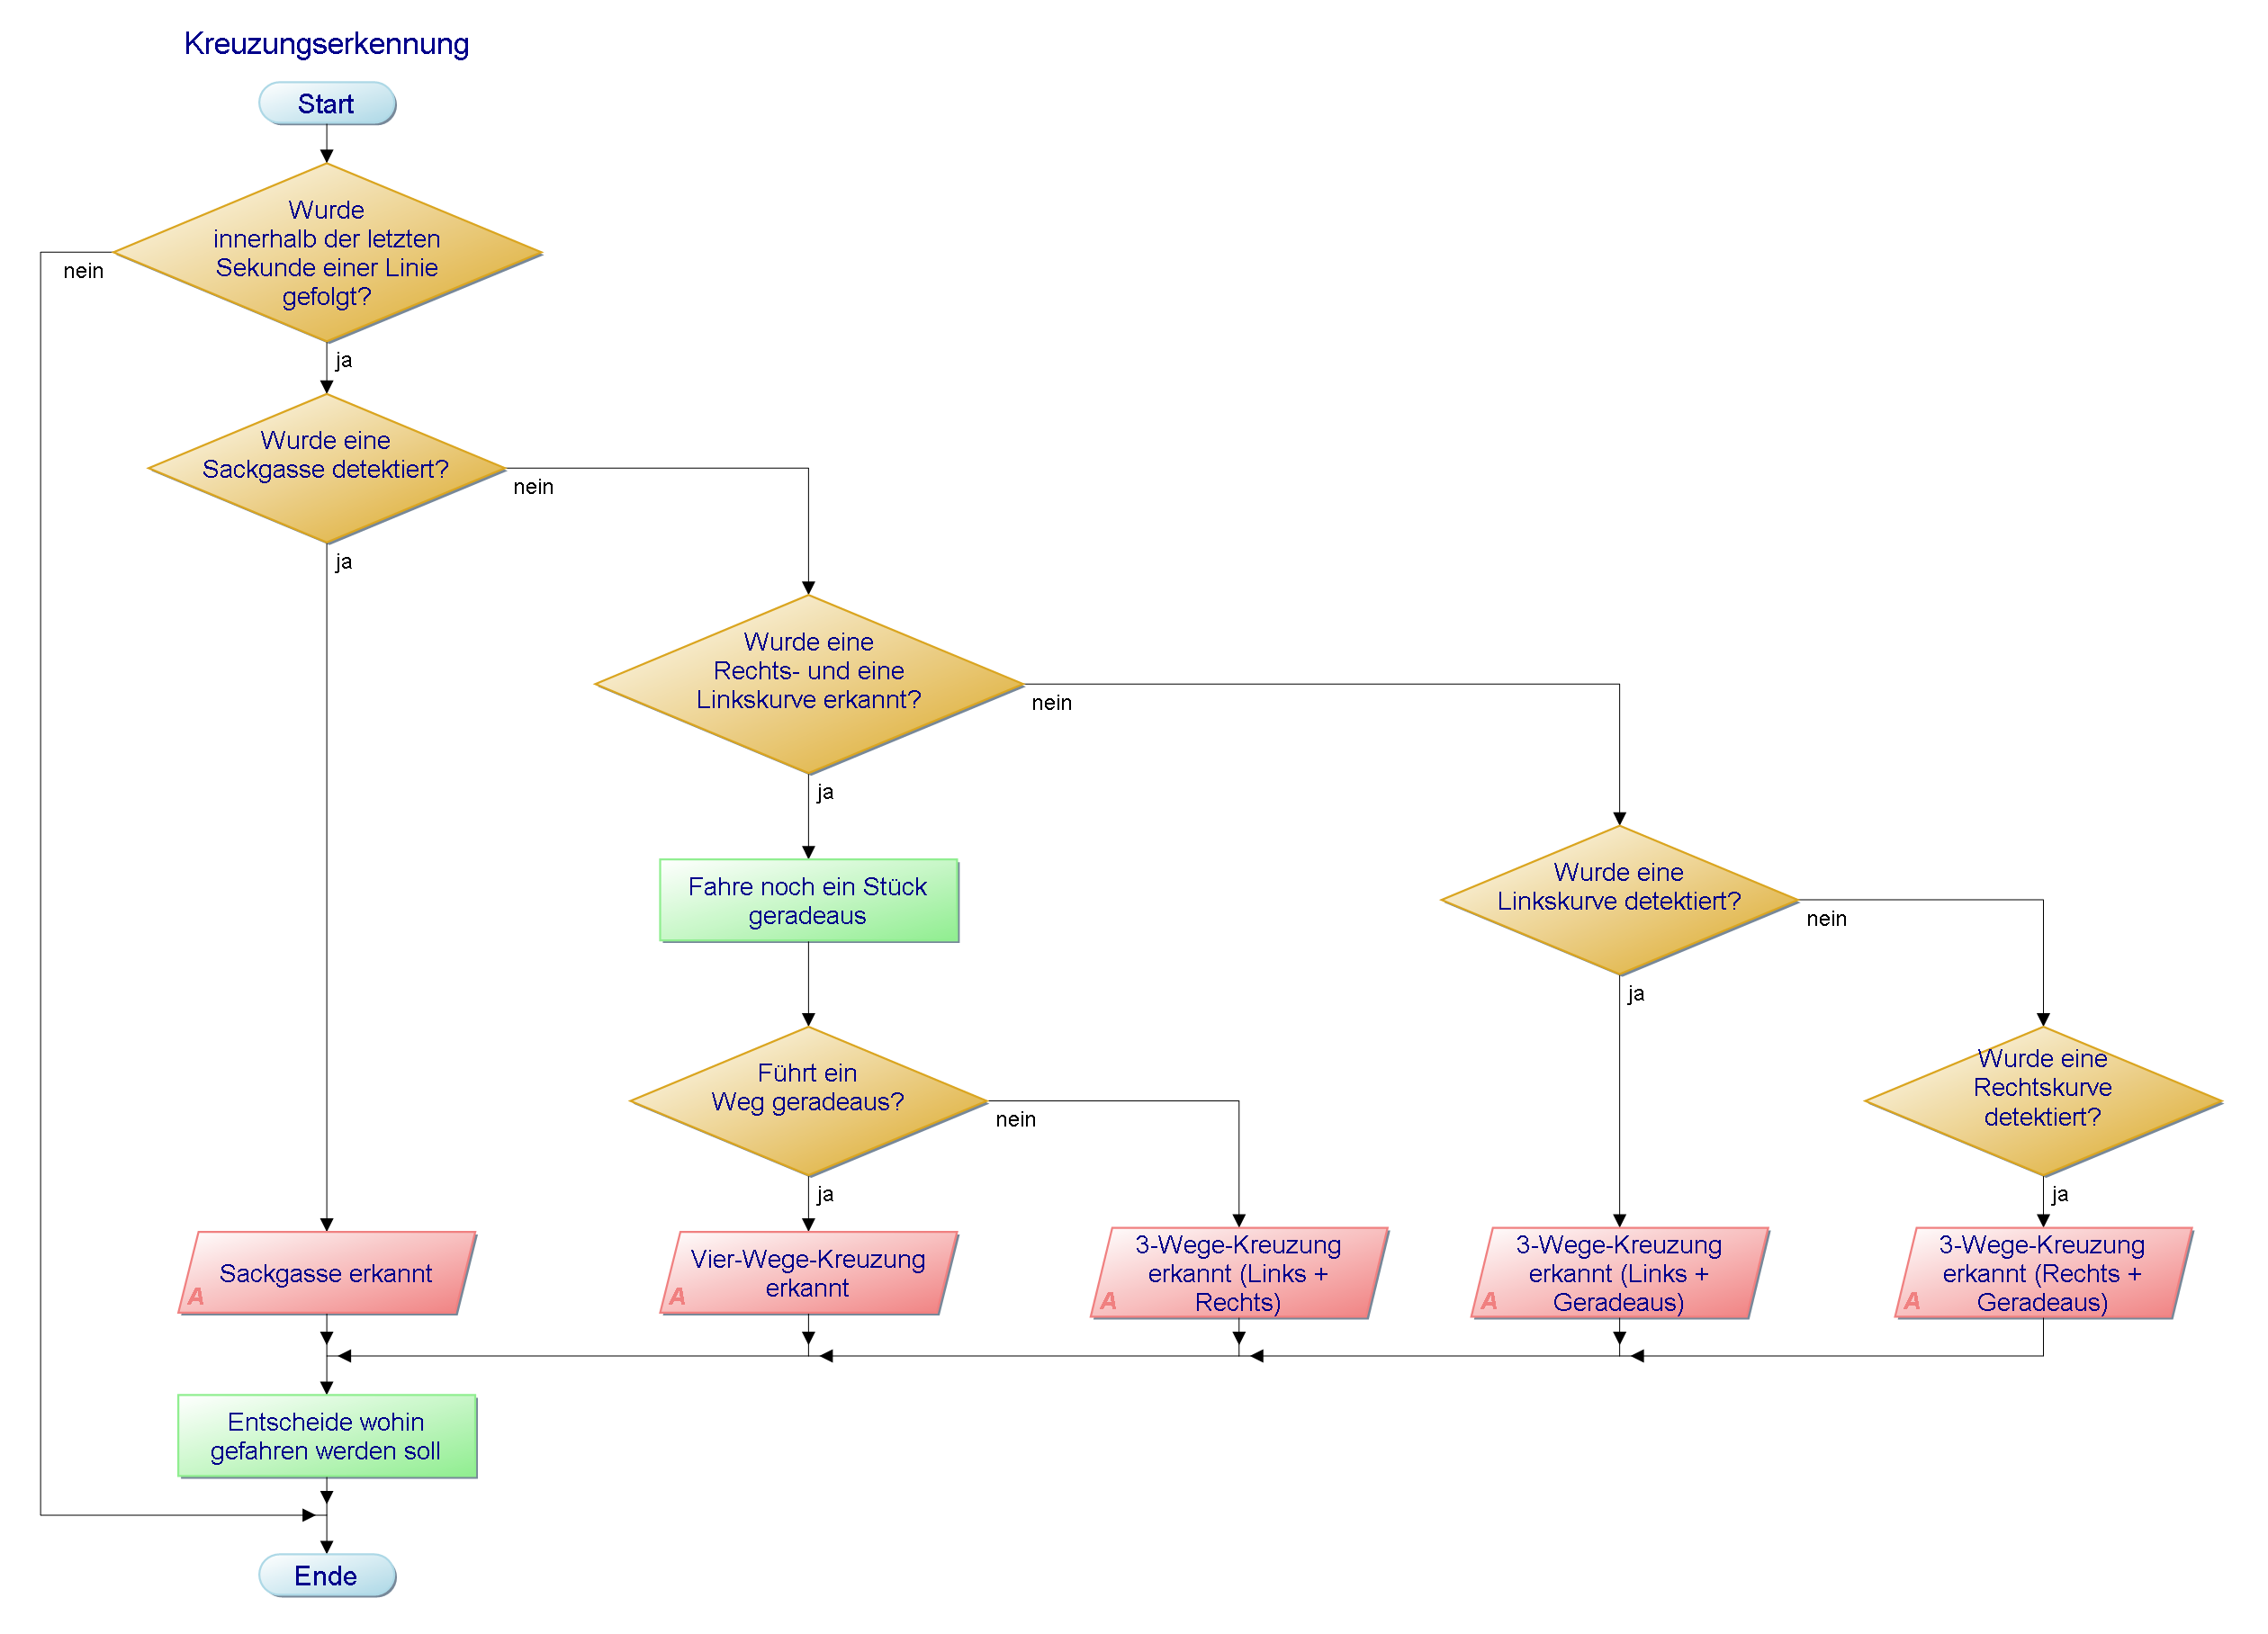 Kreuzungserkennung
Start
Wurde
innerhalb der letzten
Sekunde einer Linie
gefolgt?
nein
ja
Wurde eine
Sackgasse detektiert?
nein
ja
Wurde eine
Rechts- und eine
Linkskurve erkannt?
nein
ja
Fahre noch ein Stück
geradeaus
Wurde eine
Linkskurve detektiert?
nein
ja
Führt ein
Weg geradeaus?
nein
ja
Wurde eine
Rechtskurve
detektiert?
ja
Sackgasse erkannt
A
Vier-Wege-Kreuzung
erkannt
A
3-Wege-Kreuzung
erkannt (Links +
Rechts)
A
3-Wege-Kreuzung
erkannt (Links +
Geradeaus)
A
3-Wege-Kreuzung
erkannt (Rechts +
Geradeaus)
A
Entscheide wohin
gefahren werden soll
Ende